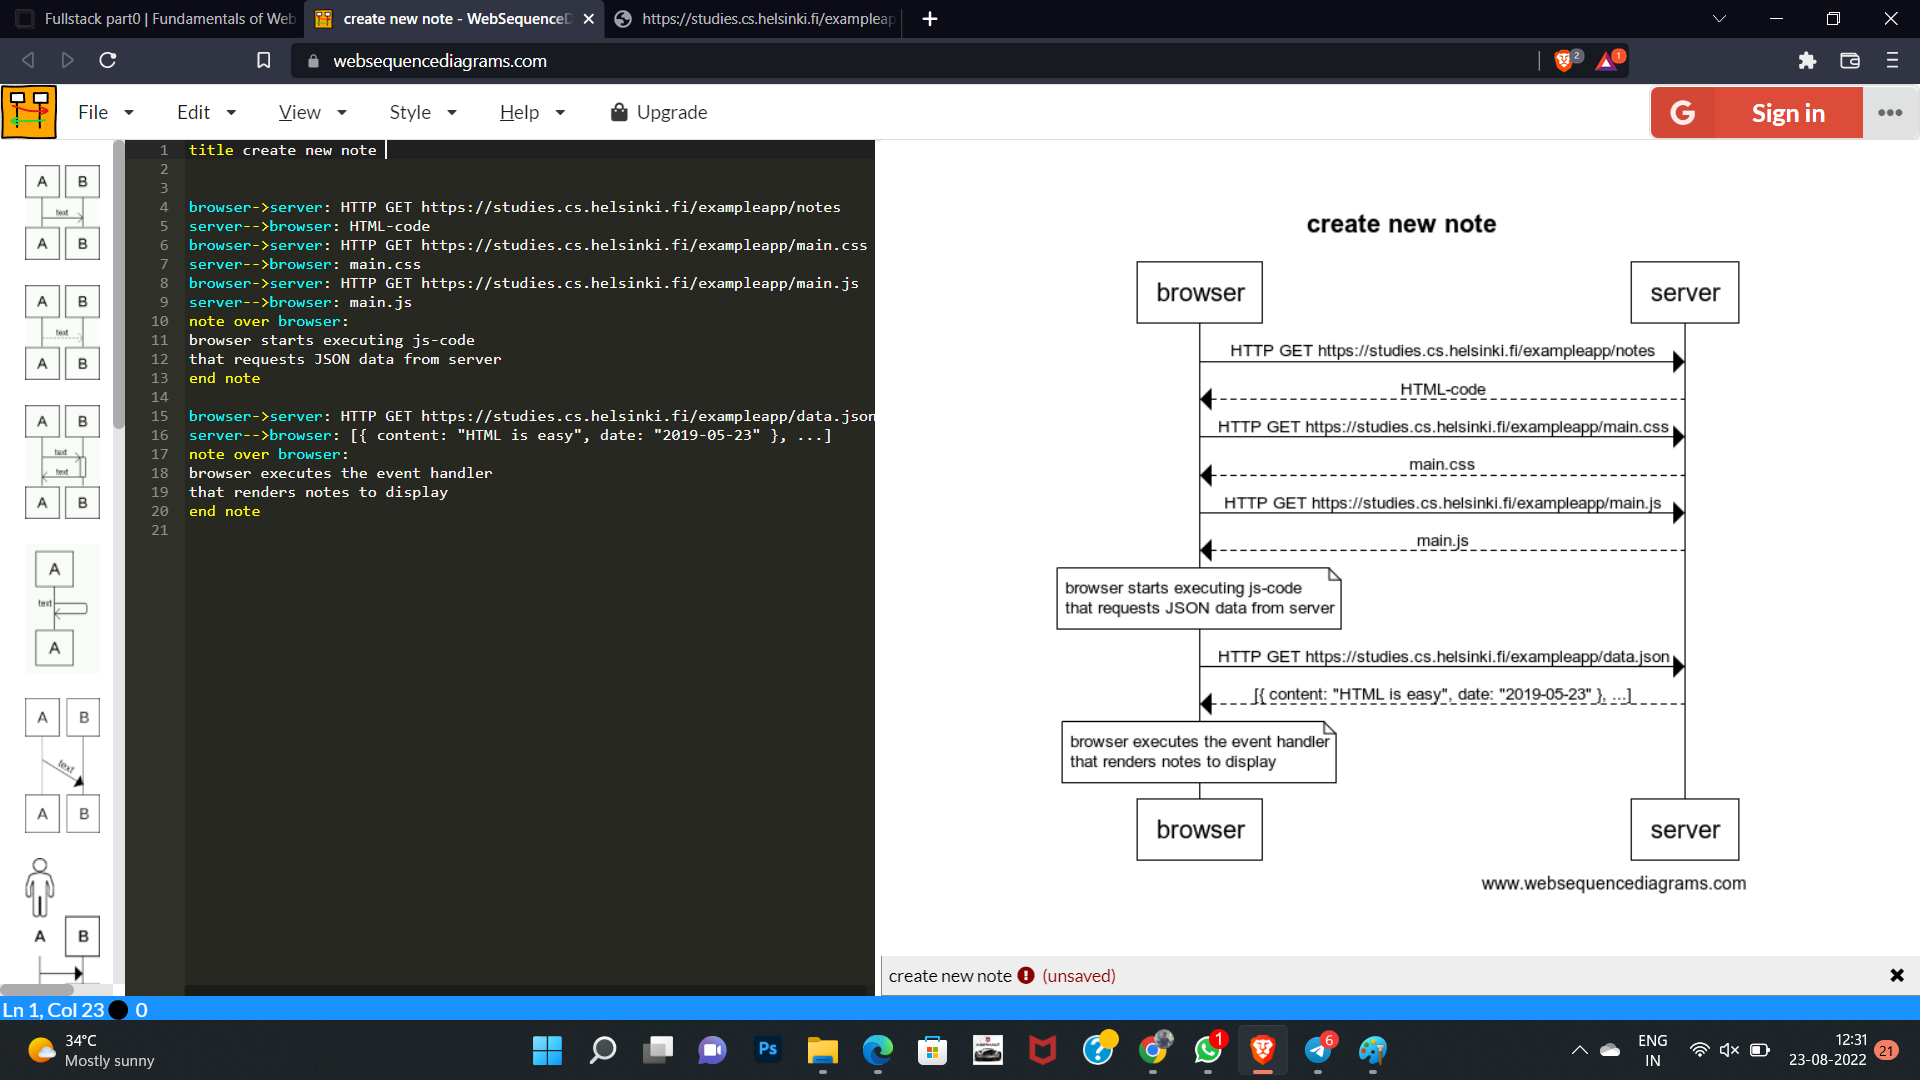 Fullstack part0 | Fundamentals of Web
create new note - WebSequenceD
https://studies.cs.helsinki.fi/exampleap
websequencediagrams.com
2
1
File
Edit
View
Style
Help
Upgrade
G
Sign in
A B
text
A B
A B
text
A B
A B
text
text
A B
A
text
A
A B
text
A B
A B
1 title create new note
2
3
4 browser->server: HTTP GET https://studies.cs.helsinki.fi/exampleapp/notes
5 server-->browser: HTML-code
6 browser->server: HTTP GET https://studies.cs.helsinki.fi/exampleapp/main.css
7 server-->browser: main.css
8 browser->server: HTTP GET https://studies.cs.helsinki.fi/exampleapp/main.js
9 server-->browser: main.js
10 note over browser:
11 browser starts executing js-code
12 that requests JSON data from server
13 end note
14
15 browser->server: HTTP GET https://studies.cs.helsinki.fi/exampleapp/data.json
16 server-->browser: [{ content: "HTML is easy", date: "2019-05-23" }, ...]
17 note over browser:
18 browser executes the event handler
19 that renders notes to display
20 end note
21
create new note
browser server
HTTP GET https://studies.cs.helsinki.fi/exampleapp/notes
HTML-code
HTTP GET https://studies.cs.helsinki.fi/exampleapp/main.css
main.css
HTTP GET https://studies.cs.helsinki.fi/exampleapp/main.js
main.js
browser starts executing js-code
that requests JSON data from server
HTTP GET https://studies.cs.helsinki.fi/exampleapp/data.json
[{ content: "HTML is easy", date: "2019-05-23" }, ...]
browser executes the event handler
that renders notes to display
browser server
www.websequencediagrams.com
create new note (unsaved)
Ln 1, Col 23 0
34°C
Mostly sunny
Ps
1
6
ENG
IN
12:31
23-08-2022
21